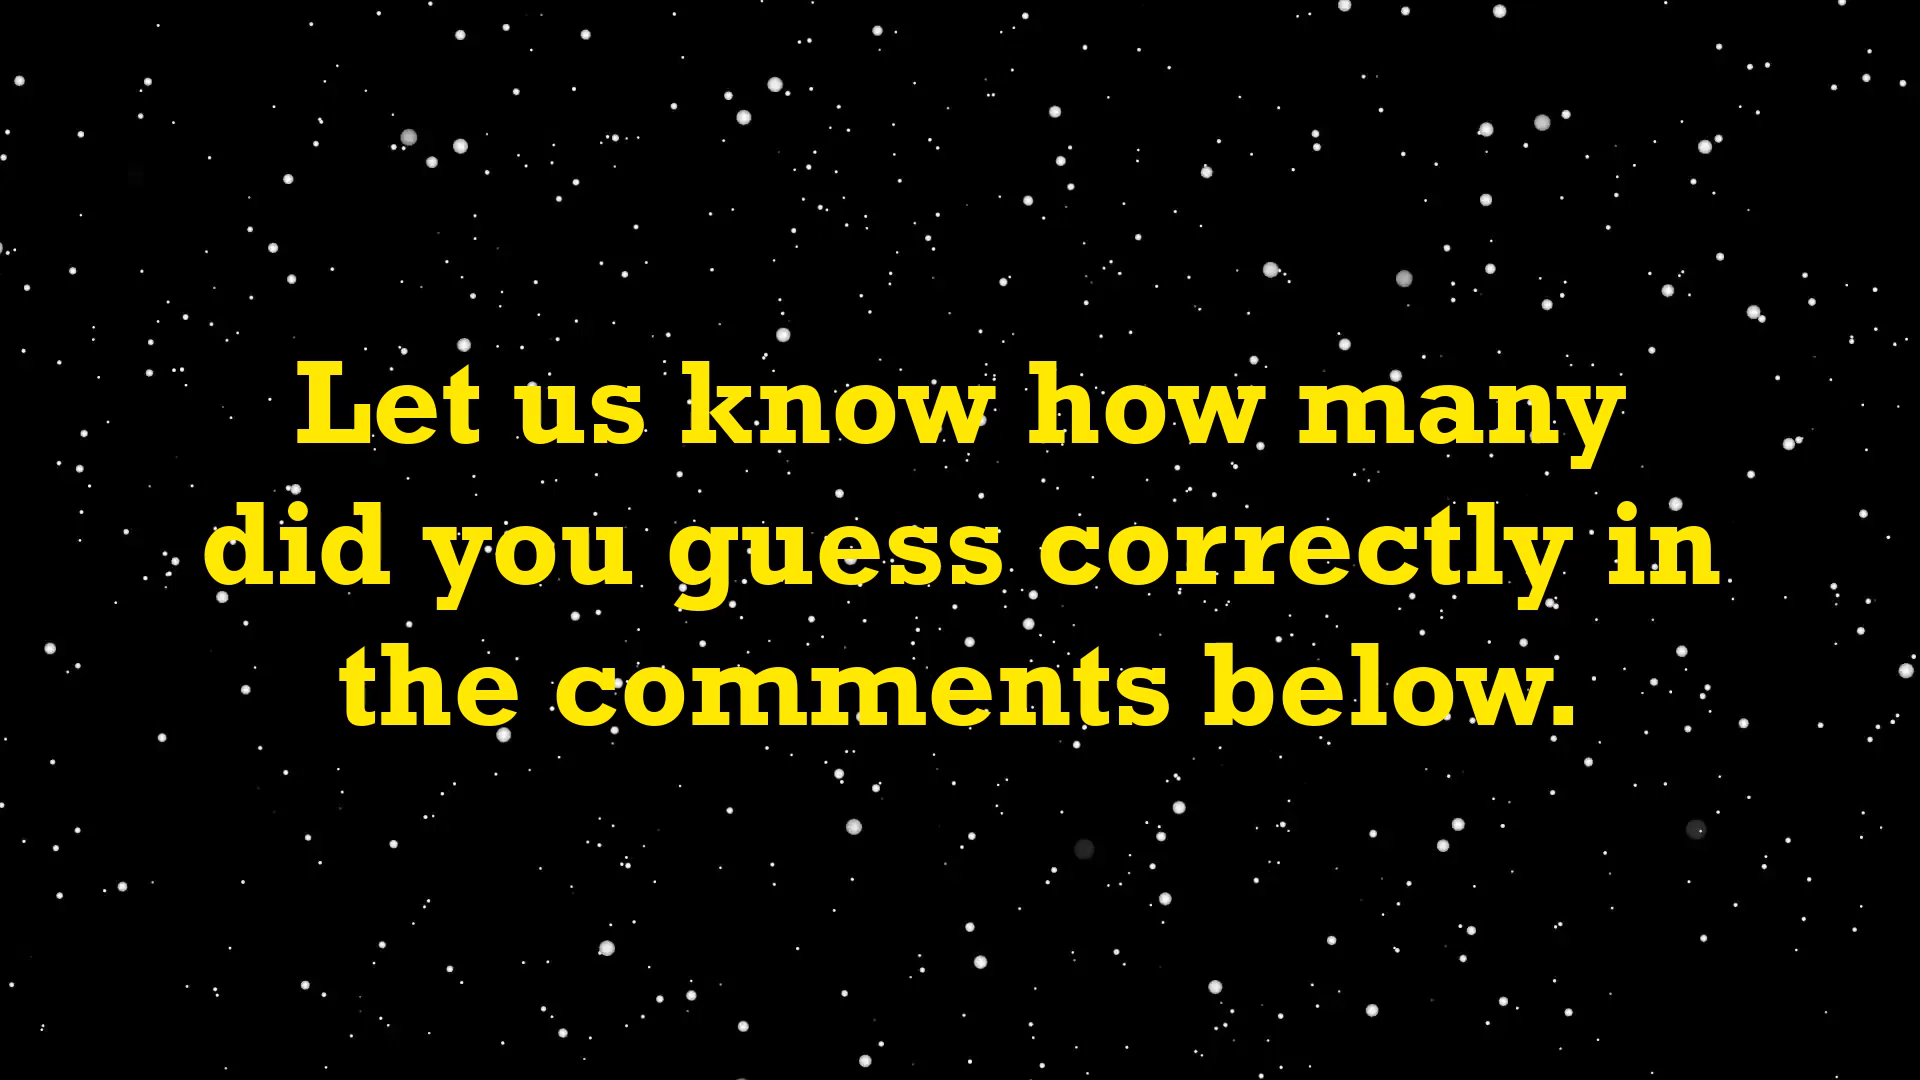 Let us know how many
did you guess correctly in
the comments below.